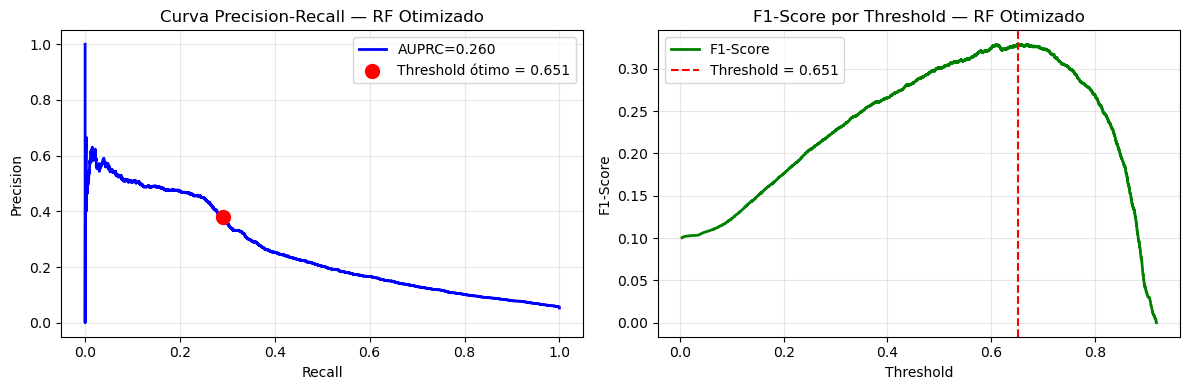 Curva Precision-Recall — RF Otimizado
AUPRC=0.260
Threshold ótimo = 0.651
1.0
0.8
0.6
0.4
0.2
0.0
Precision
0.0 0.2 0.4 0.6 0.8 1.0
Recall
F1-Score por Threshold — RF Otimizado
F1-Score
Threshold = 0.651
0.30
0.25
0.20
0.15
0.10
0.05
0.00
F1-Score
0.0 0.2 0.4 0.6 0.8
Threshold